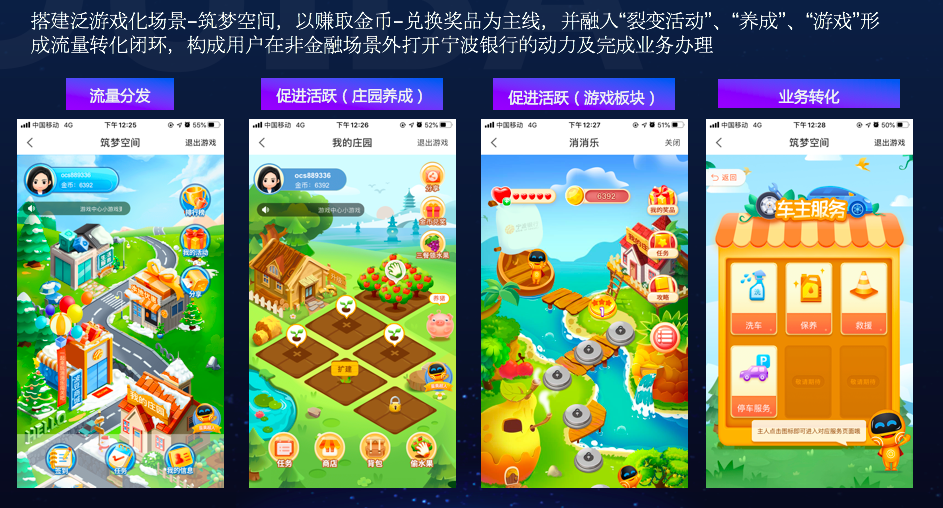 搭建泛游戏化场景-筑梦空间，以赚取金币-兑换奖品为主线，并融入“裂变活动”、“养成”、“游戏”形
成流量转化闭环，构成用户在非金融场景外打开宁波银行的动力及完成业务办理
流量分发
促进活跃（庄园养成）
促进活跃（游戏板块）
业务转化
中国移动 4G 下午12:25 55%
筑梦空间 退出游戏
ocs889336
金币：6392
游戏中心小游戏
排行榜
我的活动
分享
我的庄园
签到
任务
我的信息
中国移动 4G 下午12:26 52%
我的庄园 退出游戏
ocs889336
金币：6392
游戏中心小游戏
分享
金币兑奖
三餐领水果
养猪
扩建
任务
商店
背包
偷水果
中国移动 4G 下午12:27 51%
消消乐 关闭
6392
我的奖品
任务
攻略
1
中国移动 4G 下午12:28 50%
筑梦空间 退出游戏
返回
车主服务
洗车
保养
救援
P
停车服务
敬请期待
敬请期待
主人点击图标即可进入对应服务页面哦